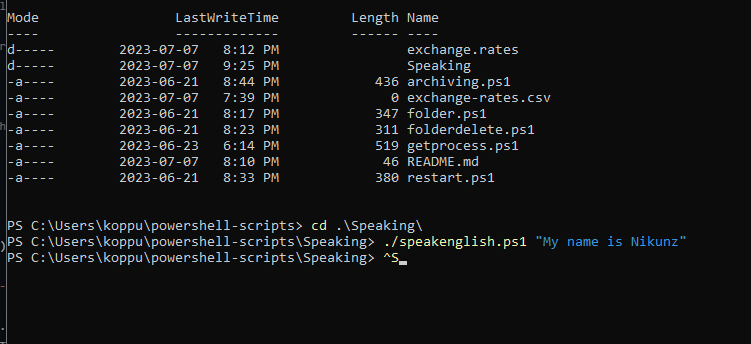 Mode                 LastWriteTime         Length Name
----                 -------------         ------ ----
d-----        2023-07-07   8:12 PM                exchange.rates
d-----        2023-07-07   9:25 PM                Speaking
-a----        2023-06-21   8:44 PM            436 archiving.ps1
-a----        2023-07-07   7:39 PM              0 exchange-rates.csv
-a----        2023-06-21   8:17 PM            347 folder.ps1
-a----        2023-06-21   8:23 PM            311 folderdelete.ps1
-a----        2023-06-23   6:14 PM            519 getprocess.ps1
-a----        2023-07-07   8:10 PM             46 README.md
-a----        2023-06-21   8:33 PM            380 restart.ps1
PS C:\Users\koppu\powershell-scripts> cd .\Speaking\
PS C:\Users\koppu\powershell-scripts\Speaking> ./speakenglish.ps1 "My name is Nikunz"
PS C:\Users\koppu\powershell-scripts\Speaking> ^S